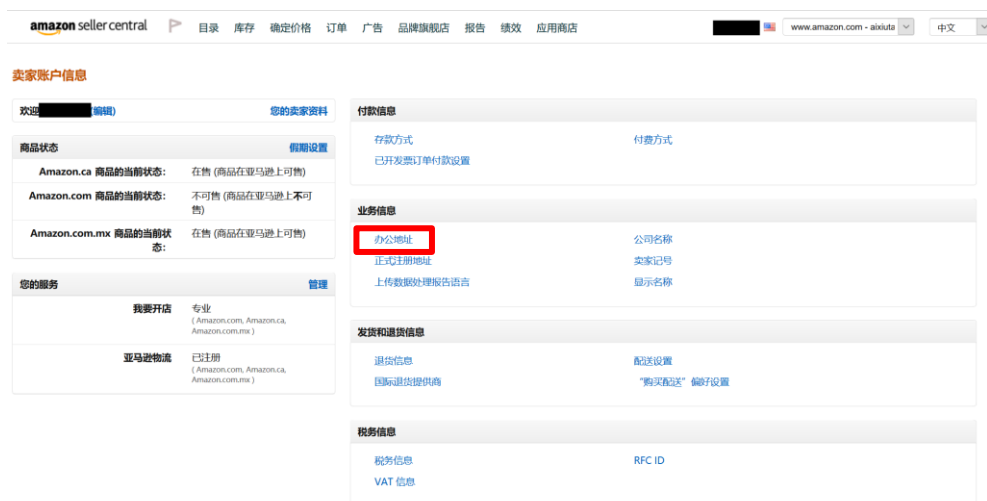 amazon seller central 目录 库存 确定价格 订单 广告 品牌旗舰店 报告 绩效 应用商店 www.amazon.com - aixiuta 中文
卖家账户信息
欢迎 (编辑) 您的卖家资料
商品状态 假期设置
Amazon.ca 商品的当前状态: 在售 (商品在亚马逊上可售)
Amazon.com 商品的当前状态: 不可售 (商品在亚马逊上不可
售)
Amazon.com.mx 商品的当前状 在售 (商品在亚马逊上可售)
态:
您的服务 管理
我要开店 专业
( Amazon.com, Amazon.ca,
Amazon.com.mx )
亚马逊物流 已注册
( Amazon.com, Amazon.ca,
Amazon.com.mx )
付款信息
存款方式 付费方式
已开发票订单付款设置
业务信息
办公地址 公司名称
正式注册地址 卖家记号
上传数据处理报告语言 显示名称
发货和退货信息
退货信息 配送设置
国际退货提供商 “购买配送”偏好设置
税务信息
税务信息 RFC ID
VAT 信息